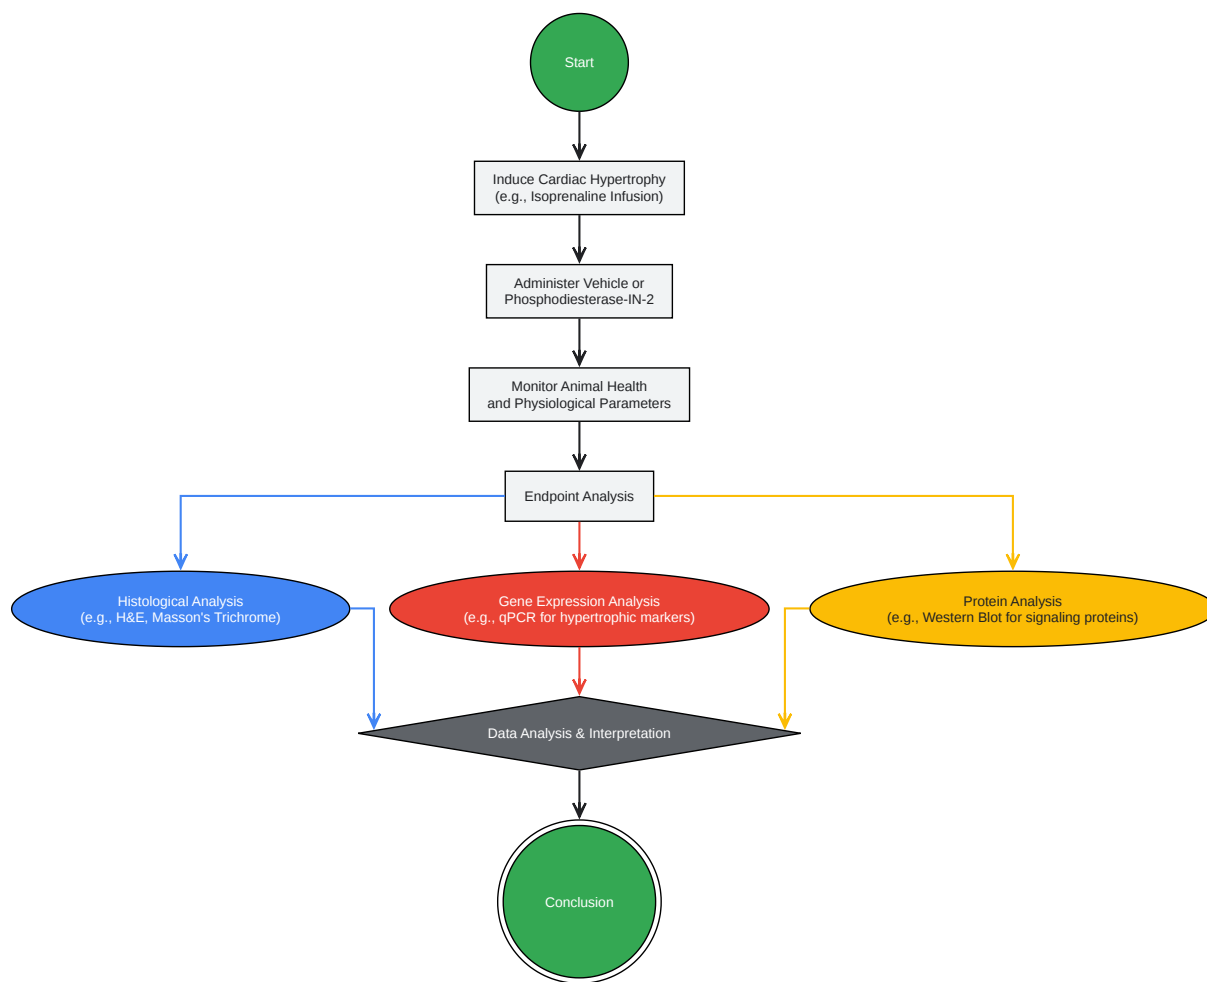 Start
Induce Cardiac Hypertrophy
(e.g., Isoprenaline Infusion)
Administer Vehicle or
Phosphodiesterase-IN-2
Monitor Animal Health
and Physiological Parameters
Endpoint Analysis
Histological Analysis
(e.g., H&E, Masson's Trichrome)
Gene Expression Analysis
(e.g., qPCR for hypertrophic markers)
Protein Analysis
(e.g., Western Blot for signaling proteins)
Data Analysis & Interpretation
Conclusion